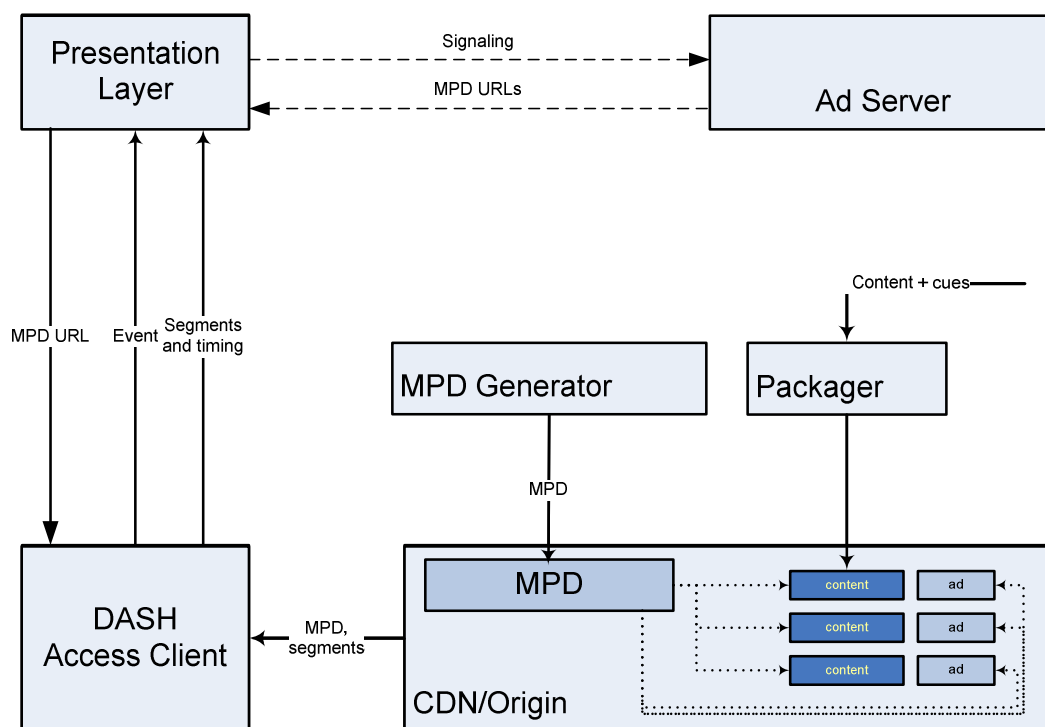 Presentation
Layer
Signaling
MPD URLs
Ad Server
Content + cues
MPD URL
Event
Segments
and timing
MPD Generator
Packager
MPD
DASH
Access Client
MPD,
segments
MPD
content
ad
content
ad
content
ad
CDN/Origin